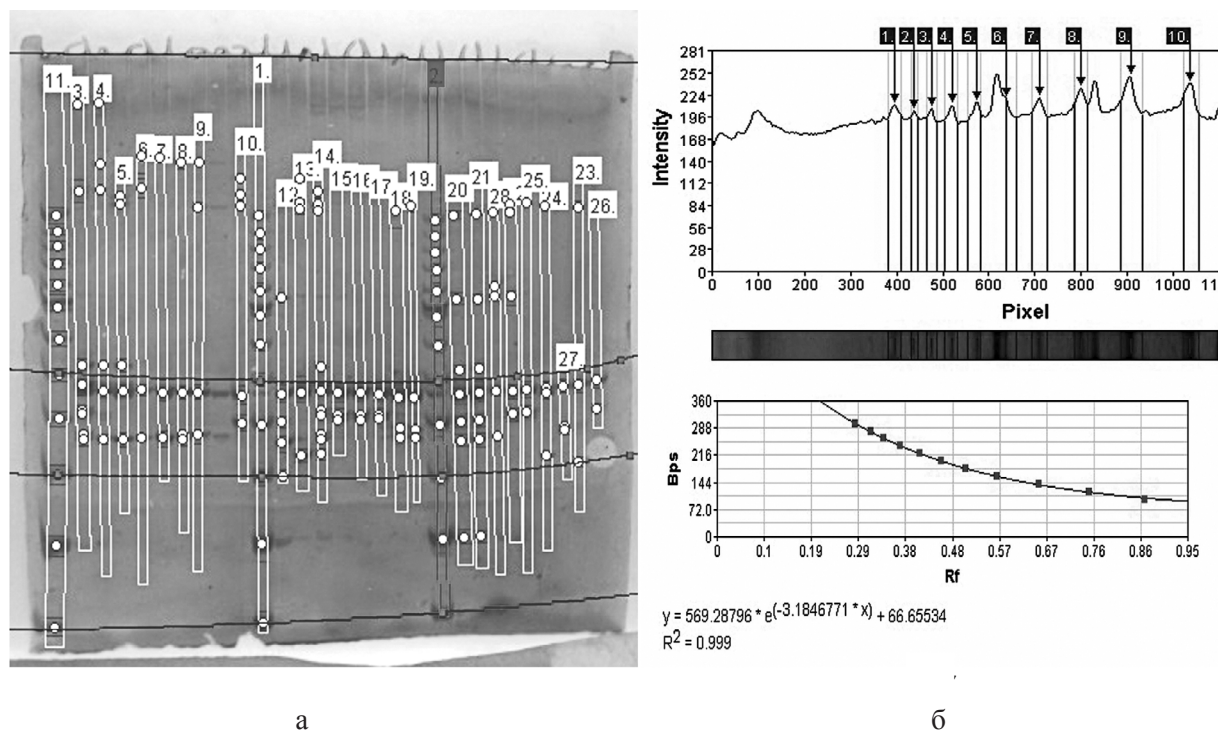 1.
2.
11. 3. 4.
9.
6. 7. 8.
5.
10.
14.
13.
12. 15 16. 17. 18. 19.
20 21. 28. 25. 24. 23.
26.
27
1. 2. 3. 4. 5. 6. 7. 8. 9. 10.
281
252
224
196
168
140
112
84
56
28
0
Intensity
0 100 200 300 400 500 600 700 800 900 1000 110
Pixel
360
288
216
144
72.0
0
Bps
0 0.1 0.19 0.29 0.38 0.48 0.57 0.67 0.76 0.86 0.95
Rf
y = 569.28796 * e(-3.1846771 * x) + 66.65534
R2 = 0.999
а б